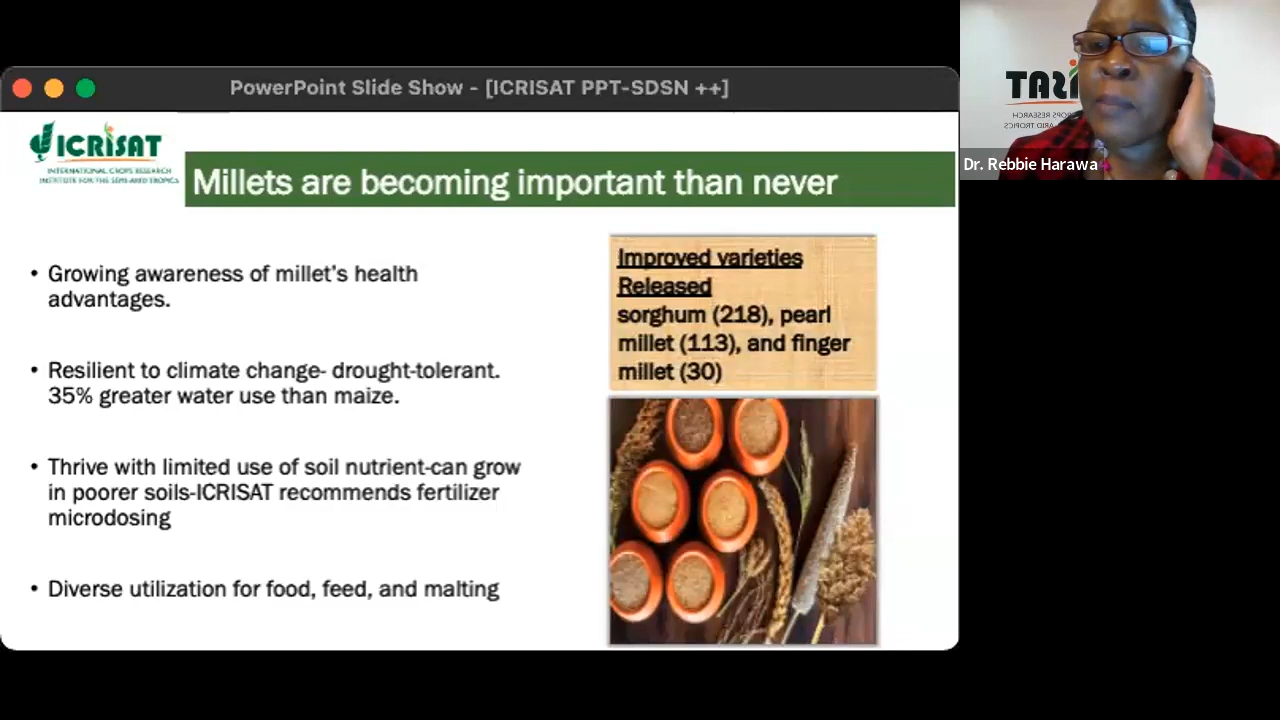 PowerPoint Slide Show - [ICRISAT PPT-SDSN ++]
ICRISAT
INTERNATIONAL CROPS RESEARCH
INSTITUTE FOR THE SEMI-ARID TROPICS
Millets are becoming important than never
• Growing awareness of millet's health
advantages.
• Resilient to climate change- drought-tolerant.
35% greater water use than maize.
• Thrive with limited use of soil nutrient-can grow
in poorer soils-ICRISAT recommends fertilizer
microdosing
• Diverse utilization for food, feed, and malting
Improved varieties
Released
sorghum (218), pearl
millet (113), and finger
millet (30)
Dr. Rebbie Harawa